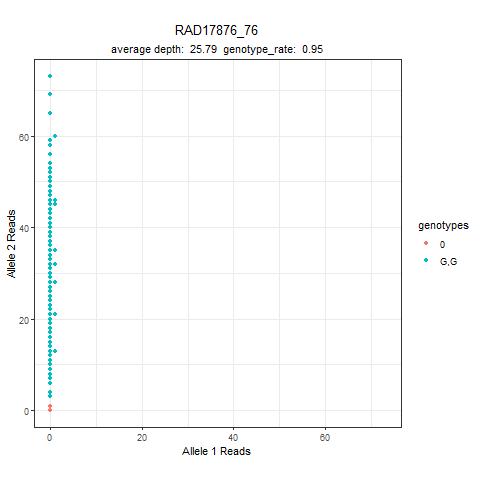 RAD17876_76
average depth:  25.79  genotype_rate:  0.95
60
40
20
0
Allele 2 Reads
0 20 40 60
Allele 1 Reads
genotypes
0
G,G